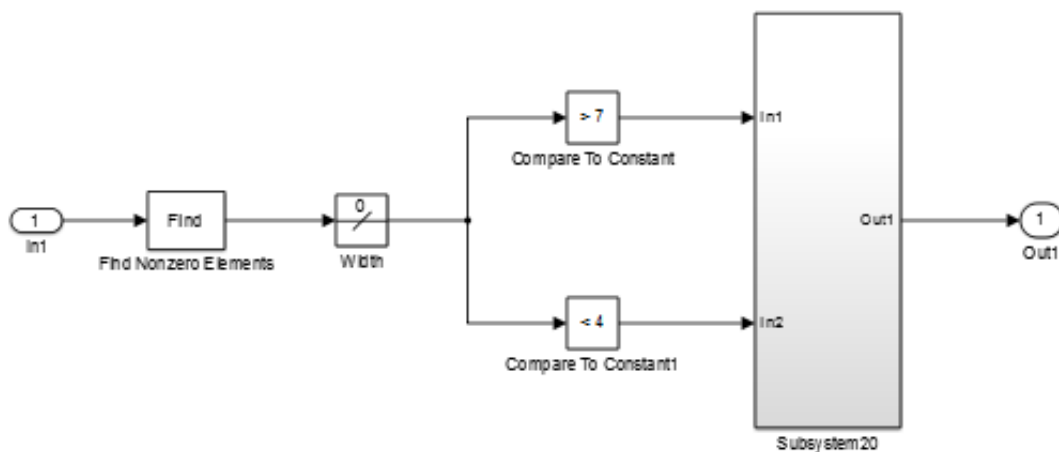 > 7
In1
Compare To Constant
0
1
Find
Out1
1
In1
Find Nonzero Elements
Width
Out1
< 4
In2
Compare To Constant1
Subsystem20